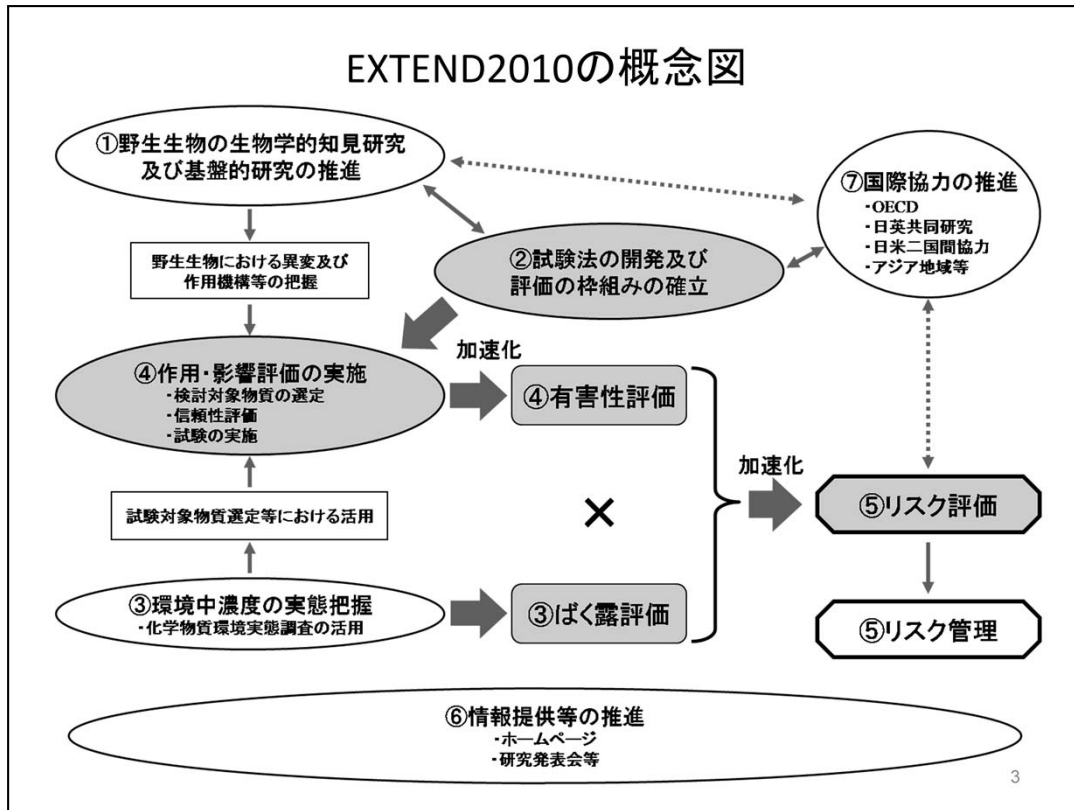 EXTEND2010の概念図
①野生生物の生物学的知見研究
及び基盤的研究の推進
⑦国際協力の推進
・OECD
・日英共同研究
・日米二国間協力
・アジア地域等
②試験法の開発及び
評価の枠組みの確立
野生生物における異変及び
作用機構等の把握
加速化
④作用・影響評価の実施
・検討対象物質の選定
・信頼性評価
・試験の実施
④有害性評価
加速化
試験対象物質選定等における活用
×
⑤リスク評価
③環境中濃度の実態把握
・化学物質環境実態調査の活用
③ばく露評価
⑤リスク管理
⑥情報提供等の推進
・ホームページ
・研究発表会等
3